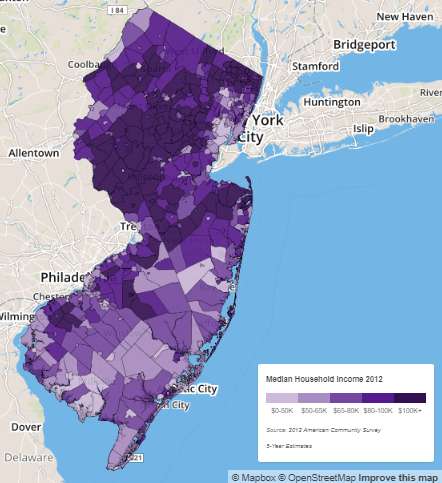 I 84
New Haven
Bridgeport
Coolba
Stamford
Huntington
River
Brookhaven
York
City
Islip
Allentown
Tre
Philade
Chester
Wilming
ic City
n City
Dover
Delaware
221
Median Household Income 2012
$0-50K $50-65K $65-80K $80-100K $100K+
Source: 2012 American Community Survey
5-Year Estimates
© Mapbox © OpenStreetMap Improve this map